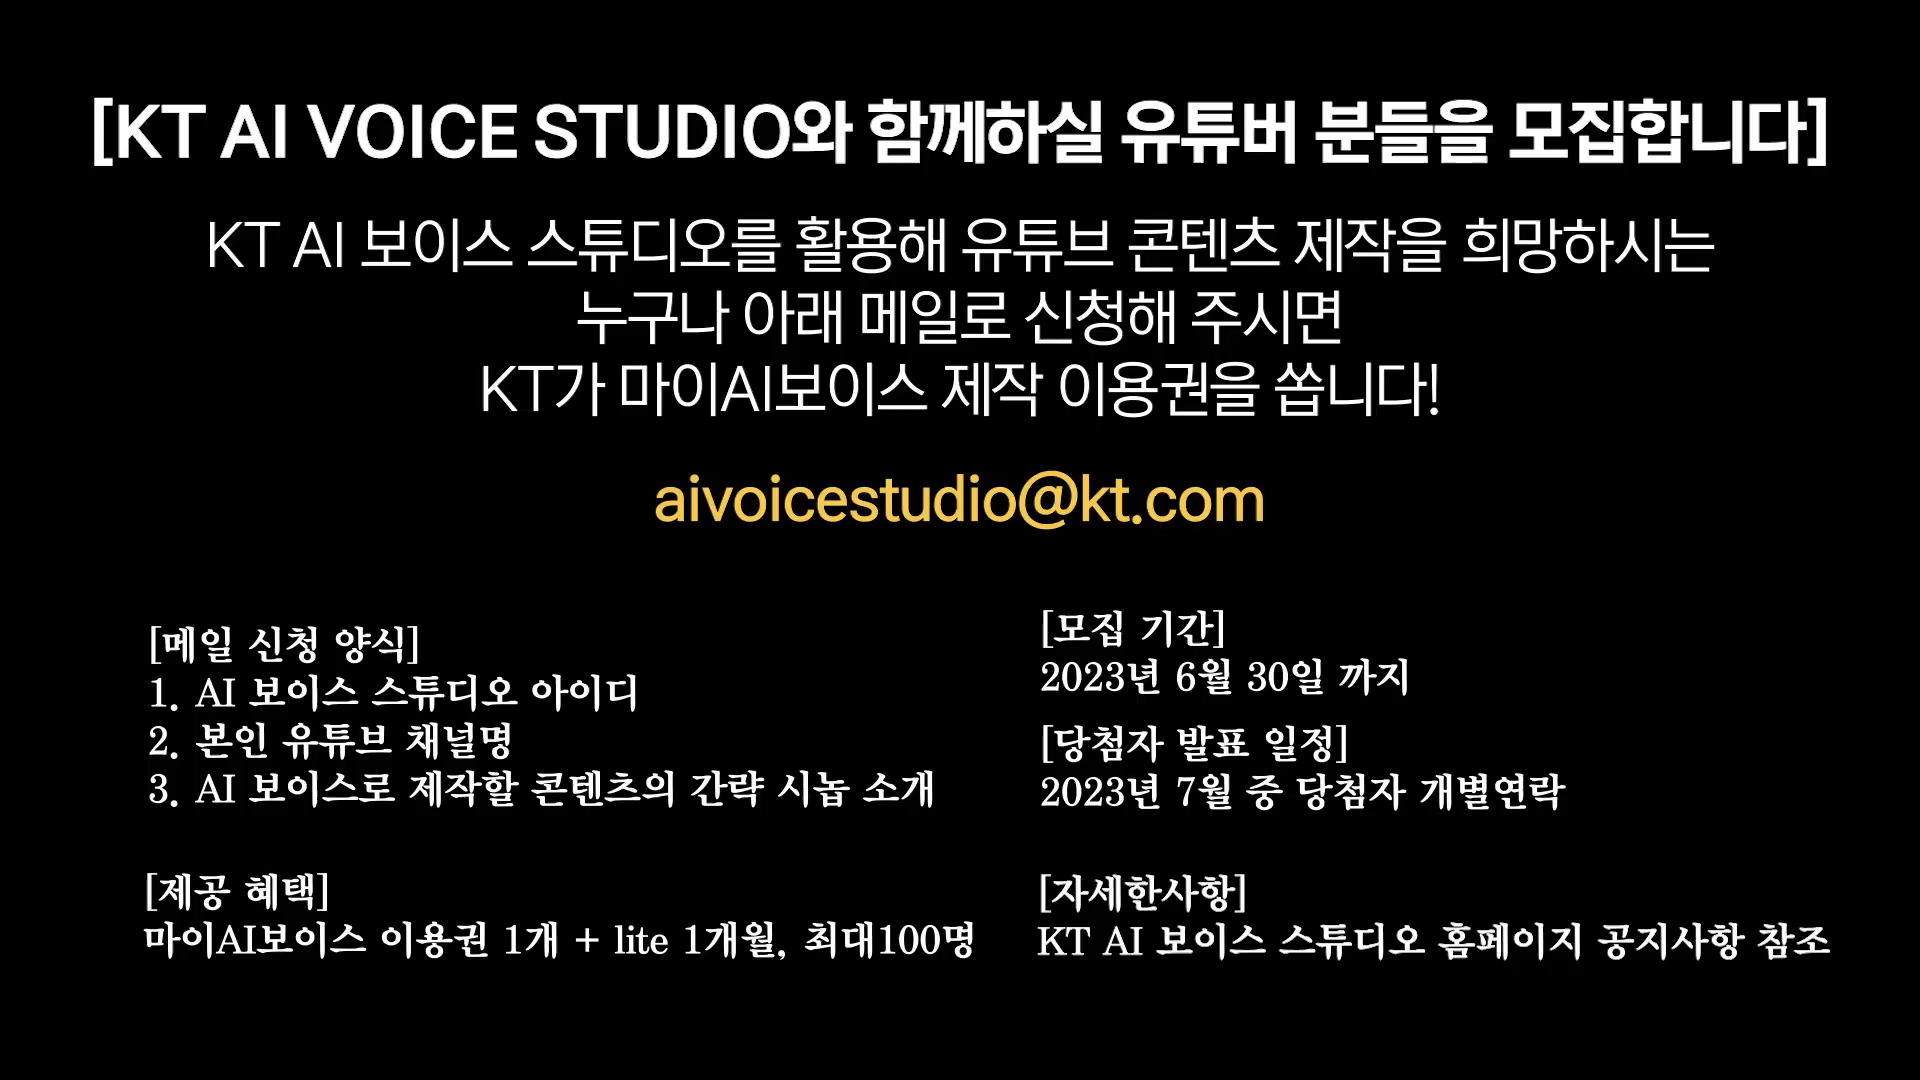 [KT AI VOICE STUDIO와 함께하실 유튜버 분들을 모집합니다]
KT AI 보이스 스튜디오를 활용해 유튜브 콘텐츠 제작을 희망하시는
누구나 아래 메일로 신청해 주시면
KT가 마이AI보이스 제작 이용권을 쏩니다!
aivoicestudio@kt.com
[메일 신청 양식]
1. AI 보이스 스튜디오 아이디
2. 본인 유튜브 채널명
3. AI 보이스로 제작할 콘텐츠의 간략 시놉 소개
[제공 혜택]
마이AI보이스 이용권 1개 + lite 1개월, 최대100명
[모집 기간]
2023년 6월 30일 까지
[당첨자 발표 일정]
2023년 7월 중 당첨자 개별연락
[자세한사항]
KT AI 보이스 스튜디오 홈페이지 공지사항 참조